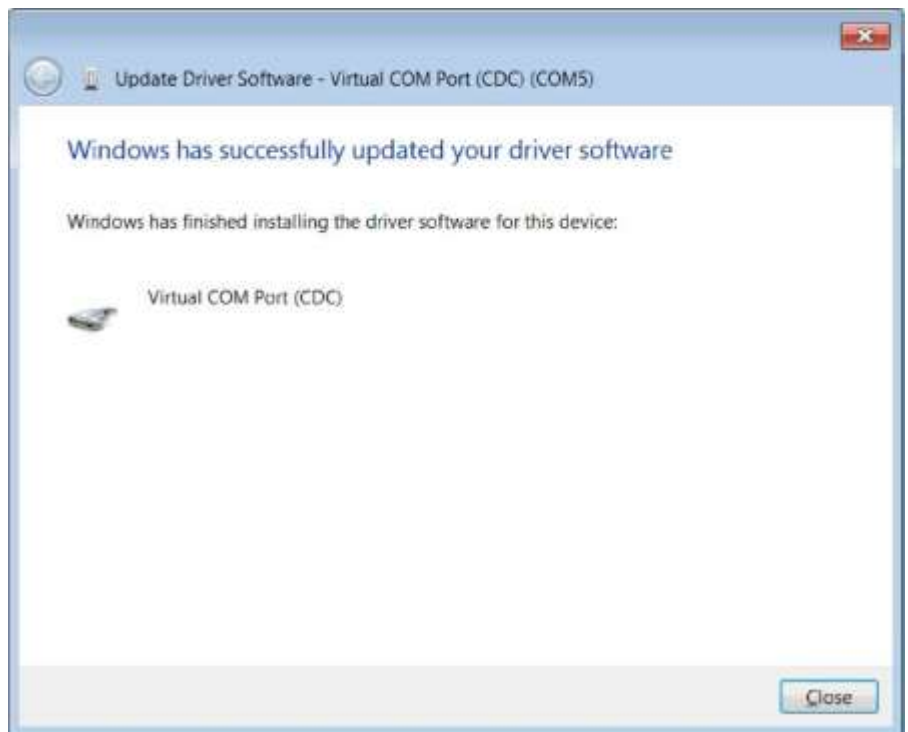 Update Driver Software - Virtual COM Port (CDC) (COM5)
Windows has successfully updated your driver software
Windows has finished installing the driver software for this device:
Virtual COM Port (CDC)
Close